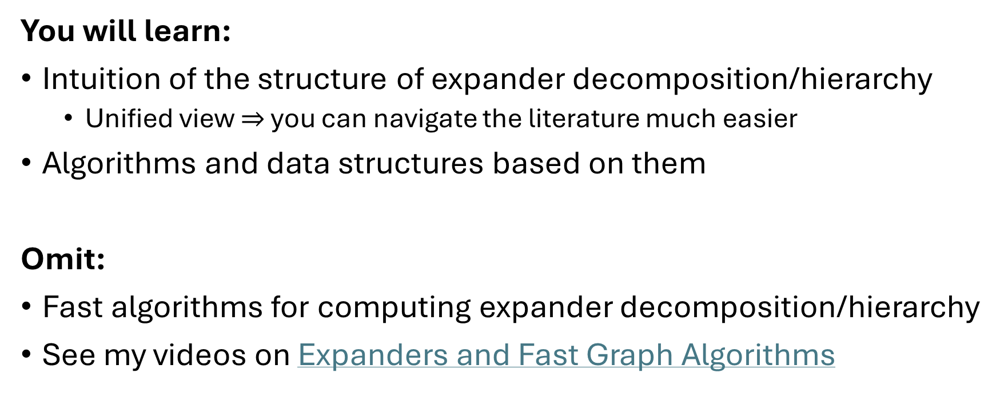 You will learn:
• Intuition of the structure of expander decomposition/hierarchy
• Unified view ⇒ you can navigate the literature much easier
• Algorithms and data structures based on them
Omit:
• Fast algorithms for computing expander decomposition/hierarchy
• See my videos on Expanders and Fast Graph Algorithms